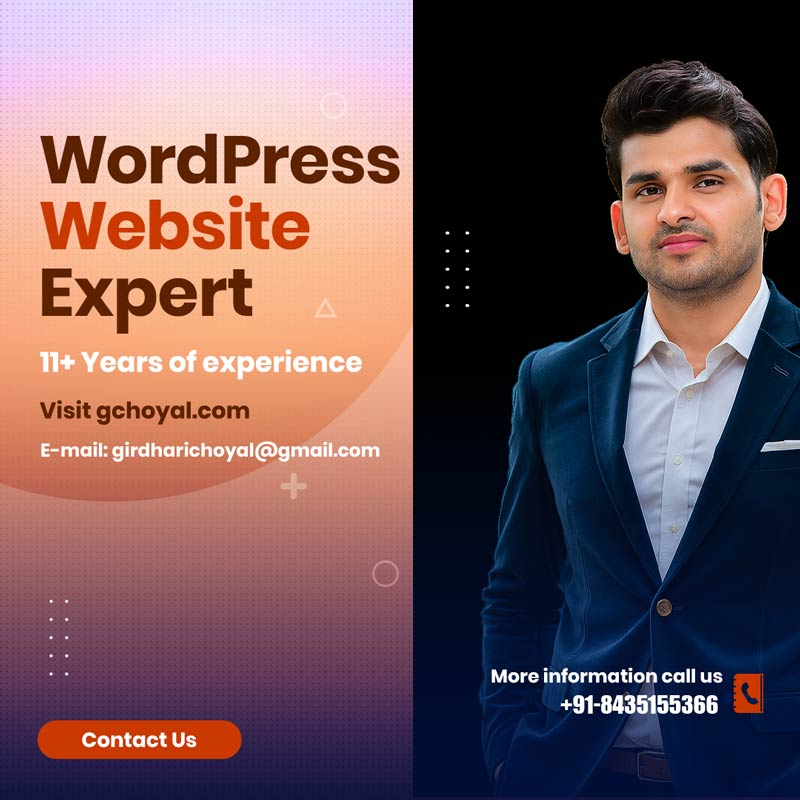 WordPress
Website
Expert
11+ Years of experience
Visit gchoyal.com
E-mail: girdharichoyal@gmail.com
Contact Us
More information call us
+91-8435155366